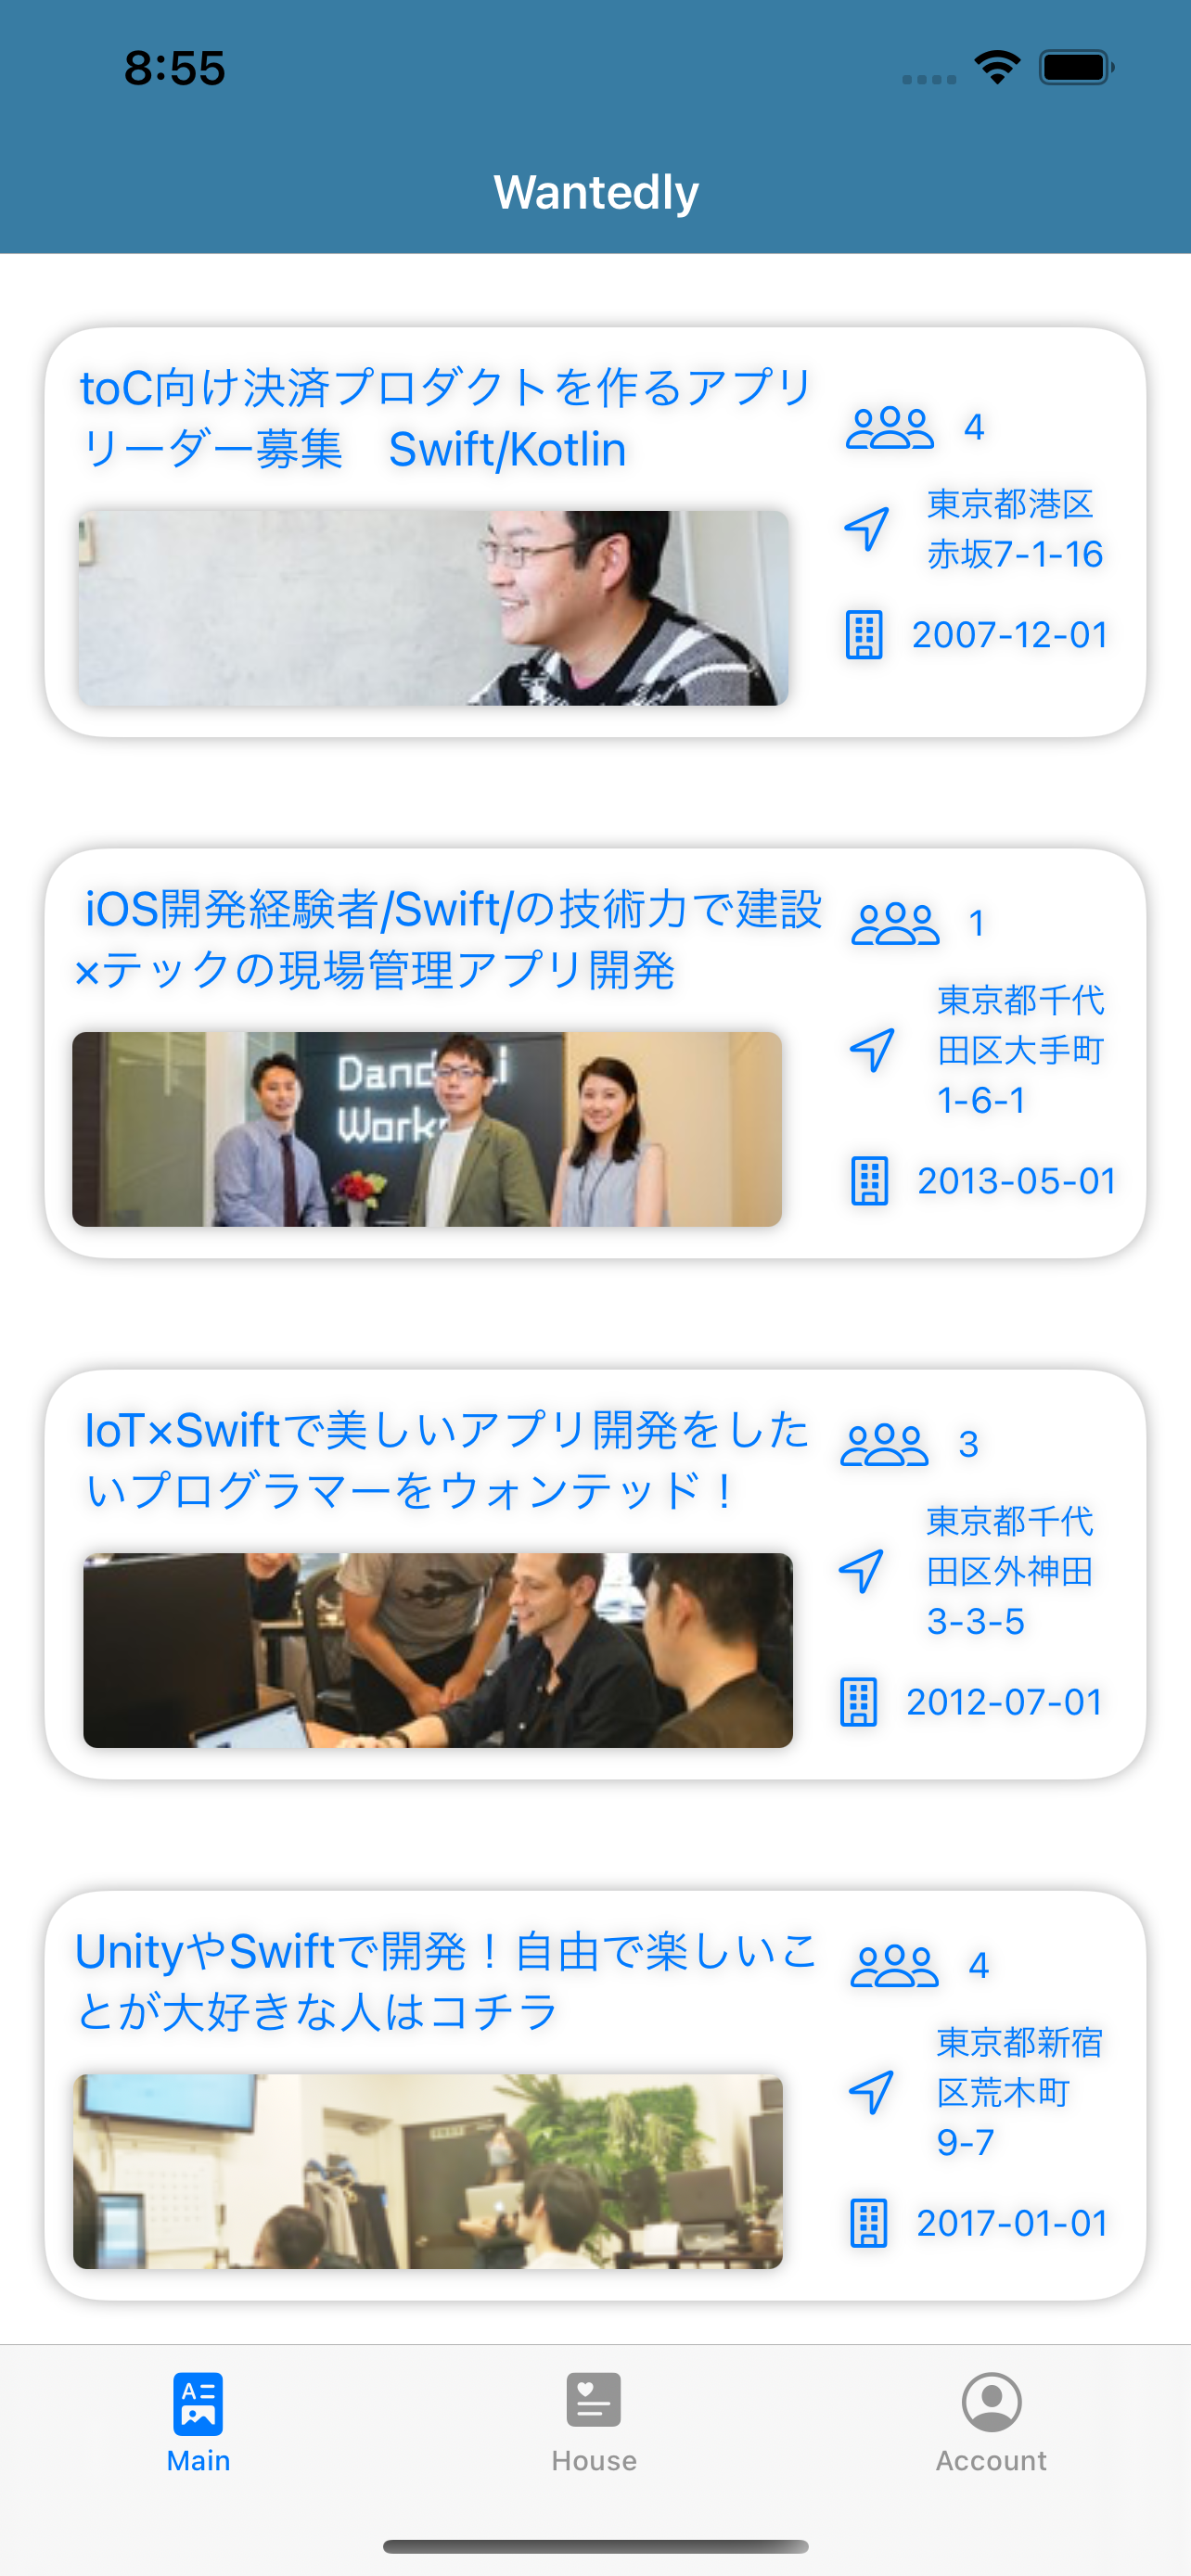 8:55
Wantedly
toC向け決済プロダクトを作るアプリ
リーダー募集　Swift/Kotlin
4
東京都港区
赤坂7-1-16
2007-12-01
iOS開発経験者/Swift/の技術力で建設
×テックの現場管理アプリ開発
1
東京都千代
田区大手町
1-6-1
2013-05-01
IoT×Swiftで美しいアプリ開発をした
いプログラマーをウォンテッド！
3
東京都千代
田区外神田
3-3-5
2012-07-01
UnityやSwiftで開発！自由で楽しいこ
とが大好きな人はコチラ
4
東京都新宿
区荒木町
9-7
2017-01-01
Main
House
Account